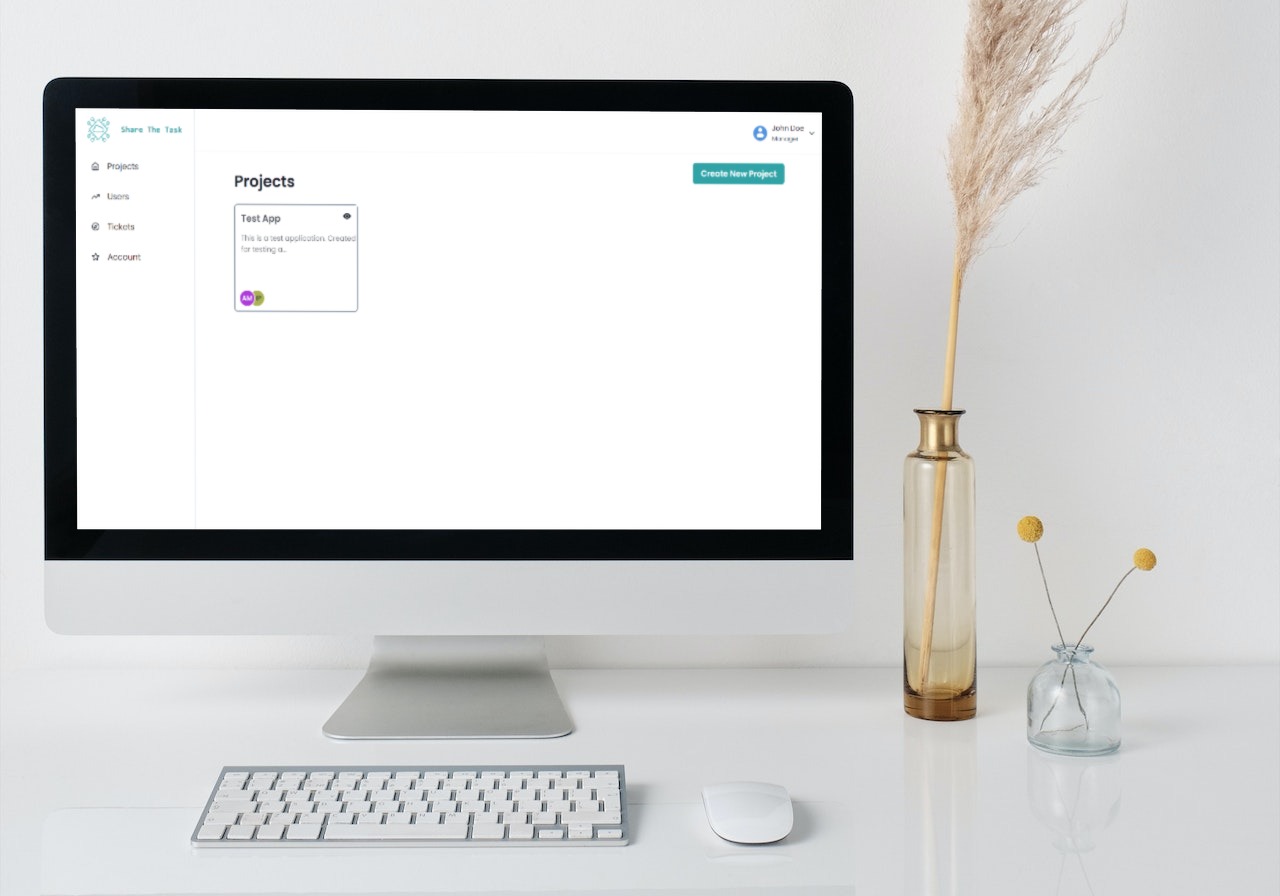 Share The Task
John Doe
Manager
Projects
Users
Tickets
Account
Projects
Create New Project
Test App
This is a test application. Created
for testing a..
AM